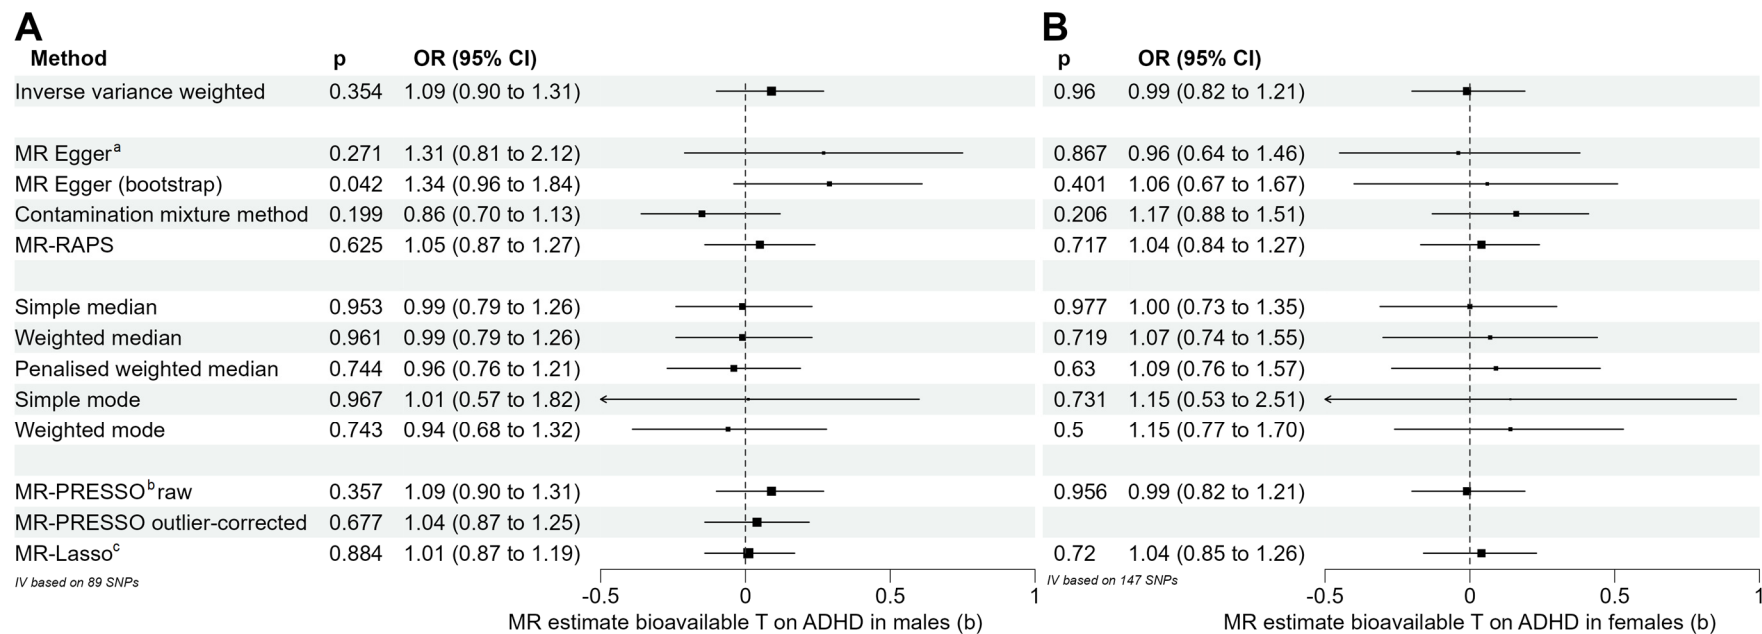 A B
Method p OR (95% CI) p OR (95% CI)
Inverse variance weighted 0.354 1.09 (0.90 to 1.31) 0.96 0.99 (0.82 to 1.21)
MR Egger^a 0.271 1.31 (0.81 to 2.12) 0.867 0.96 (0.64 to 1.46)
MR Egger (bootstrap) 0.042 1.34 (0.96 to 1.84) 0.401 1.06 (0.67 to 1.67)
Contamination mixture method 0.199 0.86 (0.70 to 1.13) 0.206 1.17 (0.88 to 1.51)
MR-RAPS 0.625 1.05 (0.87 to 1.27) 0.717 1.04 (0.84 to 1.27)
Simple median 0.953 0.99 (0.79 to 1.26) 0.977 1.00 (0.73 to 1.35)
Weighted median 0.961 0.99 (0.79 to 1.26) 0.719 1.07 (0.74 to 1.55)
Penalised weighted median 0.744 0.96 (0.76 to 1.21) 0.63 1.09 (0.76 to 1.57)
Simple mode 0.967 1.01 (0.57 to 1.82) 0.731 1.15 (0.53 to 2.51)
Weighted mode 0.743 0.94 (0.68 to 1.32) 0.5 1.15 (0.77 to 1.70)
MR-PRESSO^b raw 0.357 1.09 (0.90 to 1.31) 0.956 0.99 (0.82 to 1.21)
MR-PRESSO outlier-corrected 0.677 1.04 (0.87 to 1.25)
MR-Lasso^c 0.884 1.01 (0.87 to 1.19) 0.72 1.04 (0.85 to 1.26)
IV based on 89 SNPs IV based on 147 SNPs
-0.5 0 0.5 1 -0.5 0 0.5 1
MR estimate bioavailable T on ADHD in males (b) MR estimate bioavailable T on ADHD in females (b)